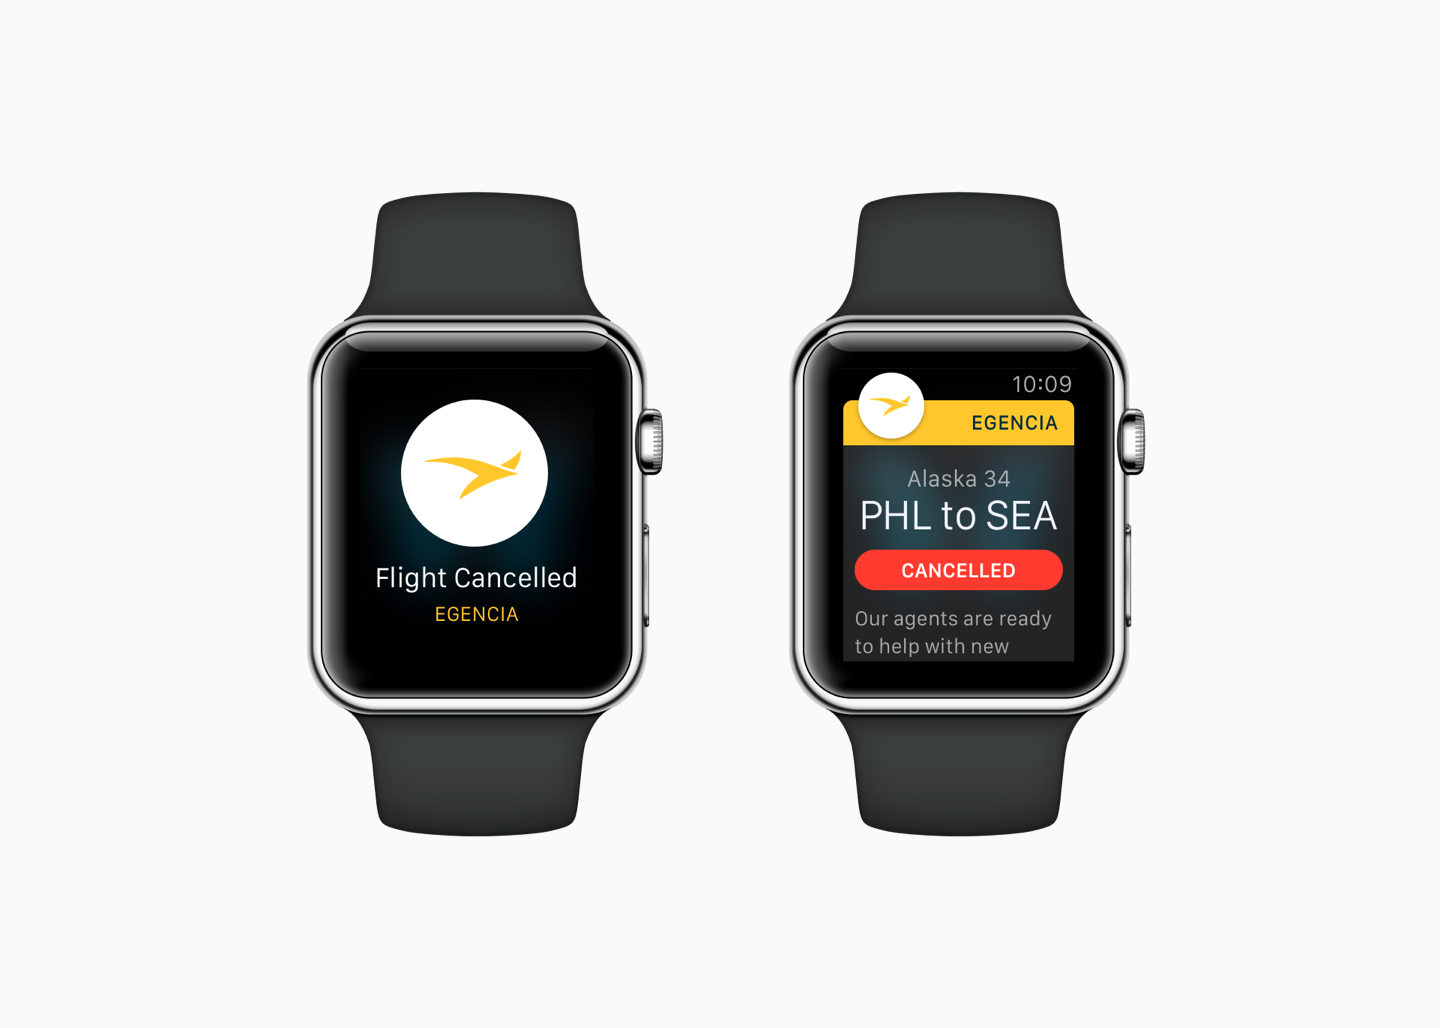 Flight Cancelled
EGENCIA
10:09
EGENCIA
Alaska 34
PHL to SEA
CANCELLED
Our agents are ready
to help with new